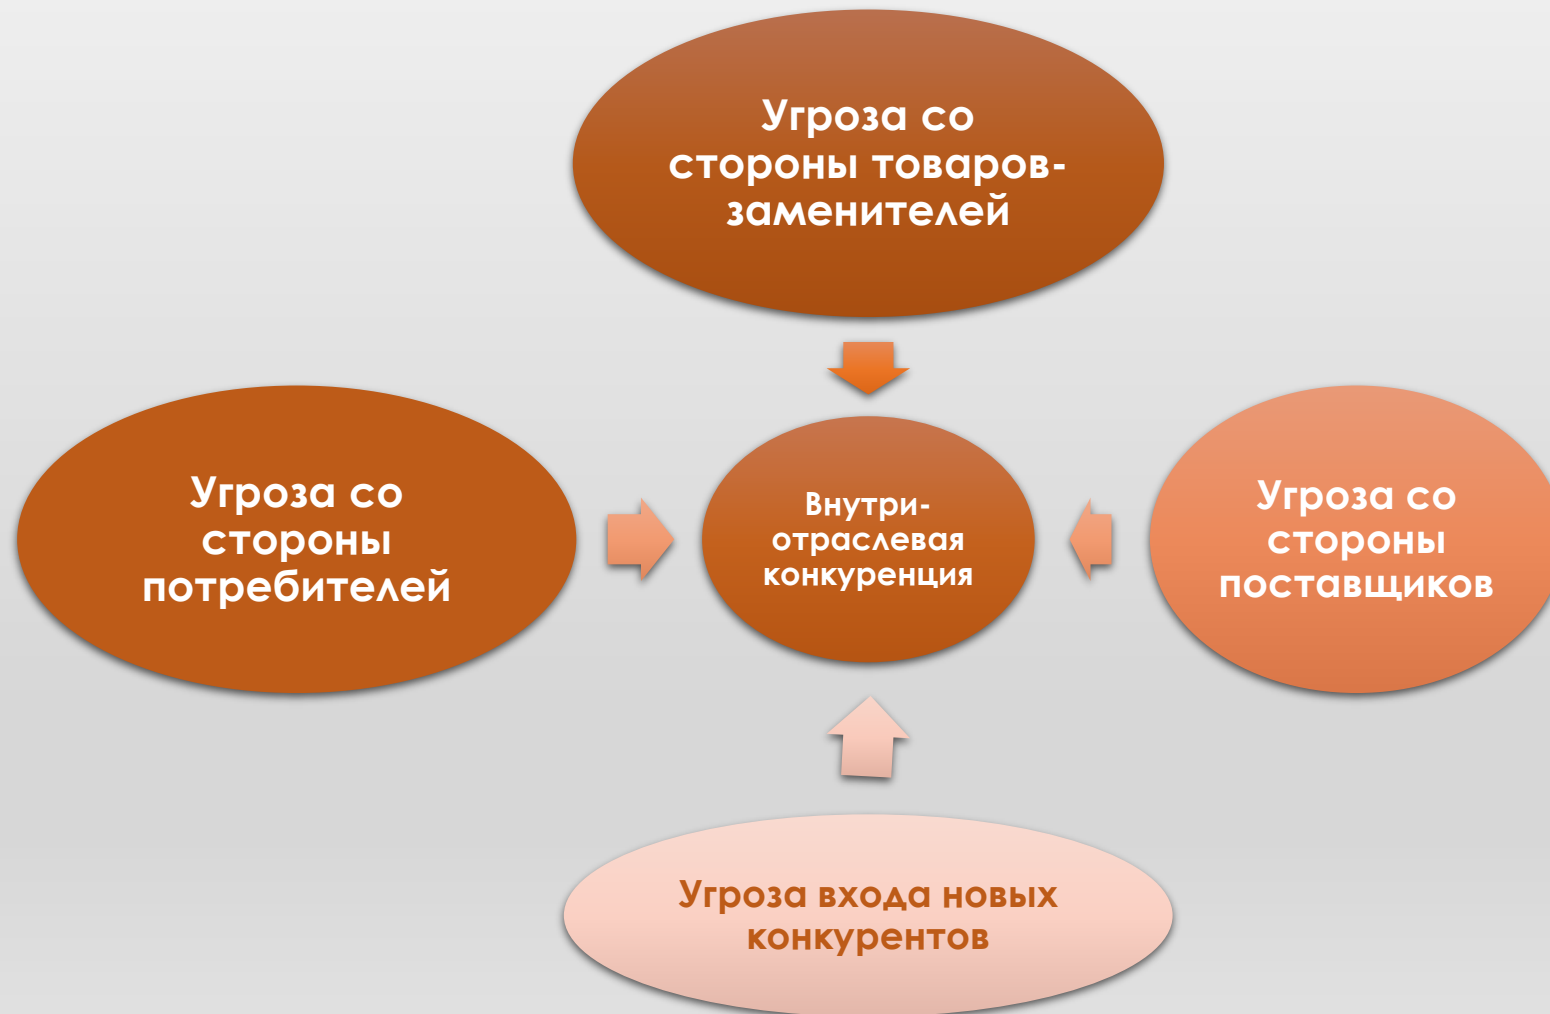 Угроза со
стороны товаров-
заменителей
Угроза со
стороны
потребителей
Внутри-
отраслевая
конкуренция
Угроза со
стороны
поставщиков
Угроза входа новых
конкурентов